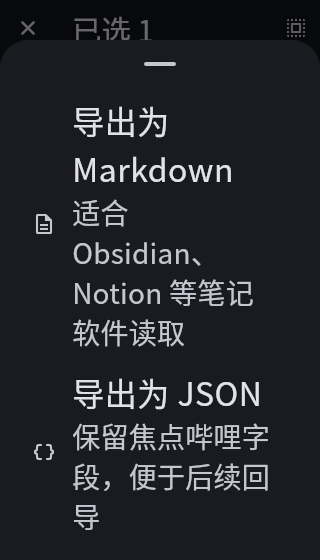 已选 1
导出为
Markdown
适合
Obsidian、
Notion 等笔记
软件读取
导出为 JSON
保留焦点哔哩字
段，便于后续回
导